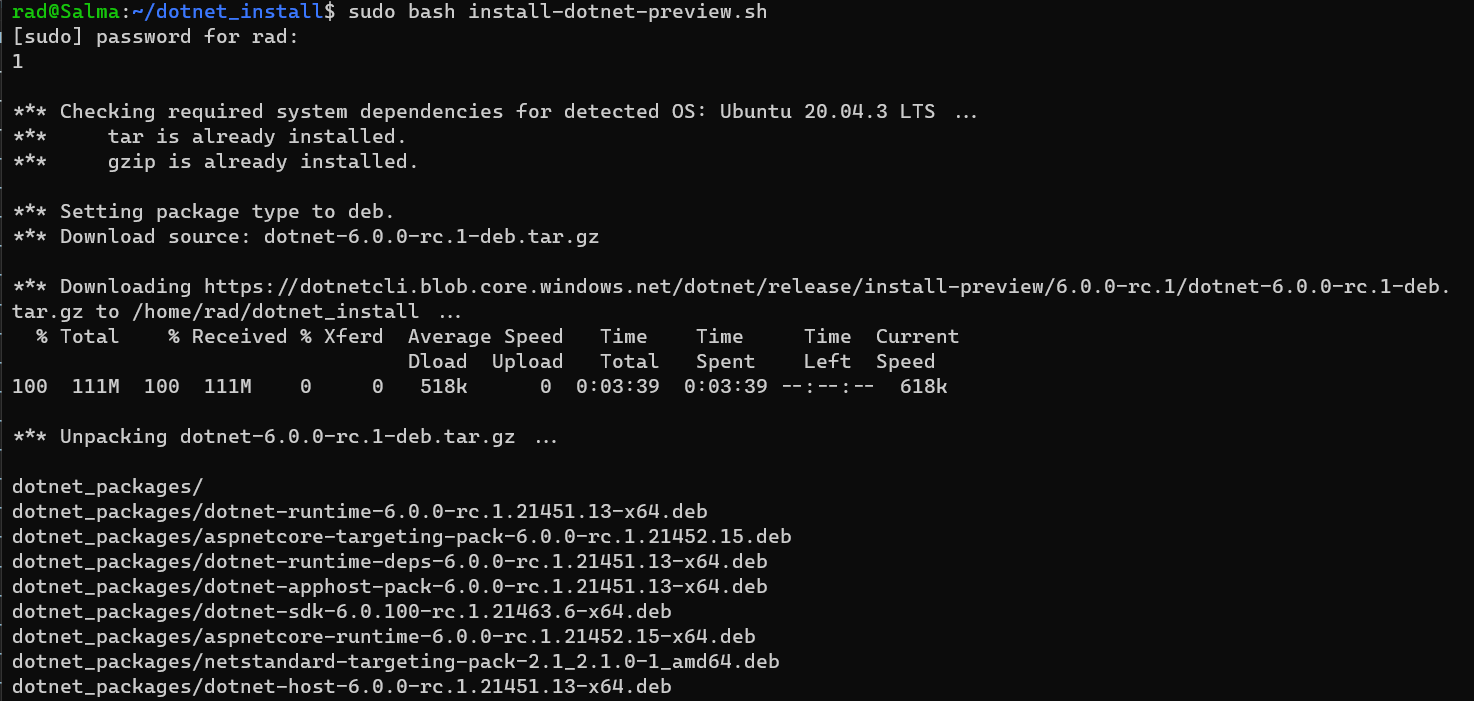 rad@Salma:~/dotnet_install$ sudo bash install-dotnet-preview.sh
[sudo] password for rad:
1
*** Checking required system dependencies for detected OS: Ubuntu 20.04.3 LTS ...
***     tar is already installed.
***     gzip is already installed.
*** Setting package type to deb.
*** Download source: dotnet-6.0.0-rc.1-deb.tar.gz
*** Downloading https://dotnetcli.blob.core.windows.net/dotnet/release/install-preview/6.0.0-rc.1/dotnet-6.0.0-rc.1-deb.
tar.gz to /home/rad/dotnet_install ...
  % Total    % Received % Xferd  Average Speed   Time    Time     Time  Current
                                 Dload  Upload   Total   Spent    Left  Speed
100  111M  100  111M    0     0   518k      0  0:03:39  0:03:39 --:--:--  618k
*** Unpacking dotnet-6.0.0-rc.1-deb.tar.gz ...
dotnet_packages/
dotnet_packages/dotnet-runtime-6.0.0-rc.1.21451.13-x64.deb
dotnet_packages/aspnetcore-targeting-pack-6.0.0-rc.1.21452.15.deb
dotnet_packages/dotnet-runtime-deps-6.0.0-rc.1.21451.13-x64.deb
dotnet_packages/dotnet-apphost-pack-6.0.0-rc.1.21451.13-x64.deb
dotnet_packages/dotnet-sdk-6.0.100-rc.1.21463.6-x64.deb
dotnet_packages/aspnetcore-runtime-6.0.0-rc.1.21452.15-x64.deb
dotnet_packages/netstandard-targeting-pack-2.1_2.1.0-1_amd64.deb
dotnet_packages/dotnet-host-6.0.0-rc.1.21451.13-x64.deb